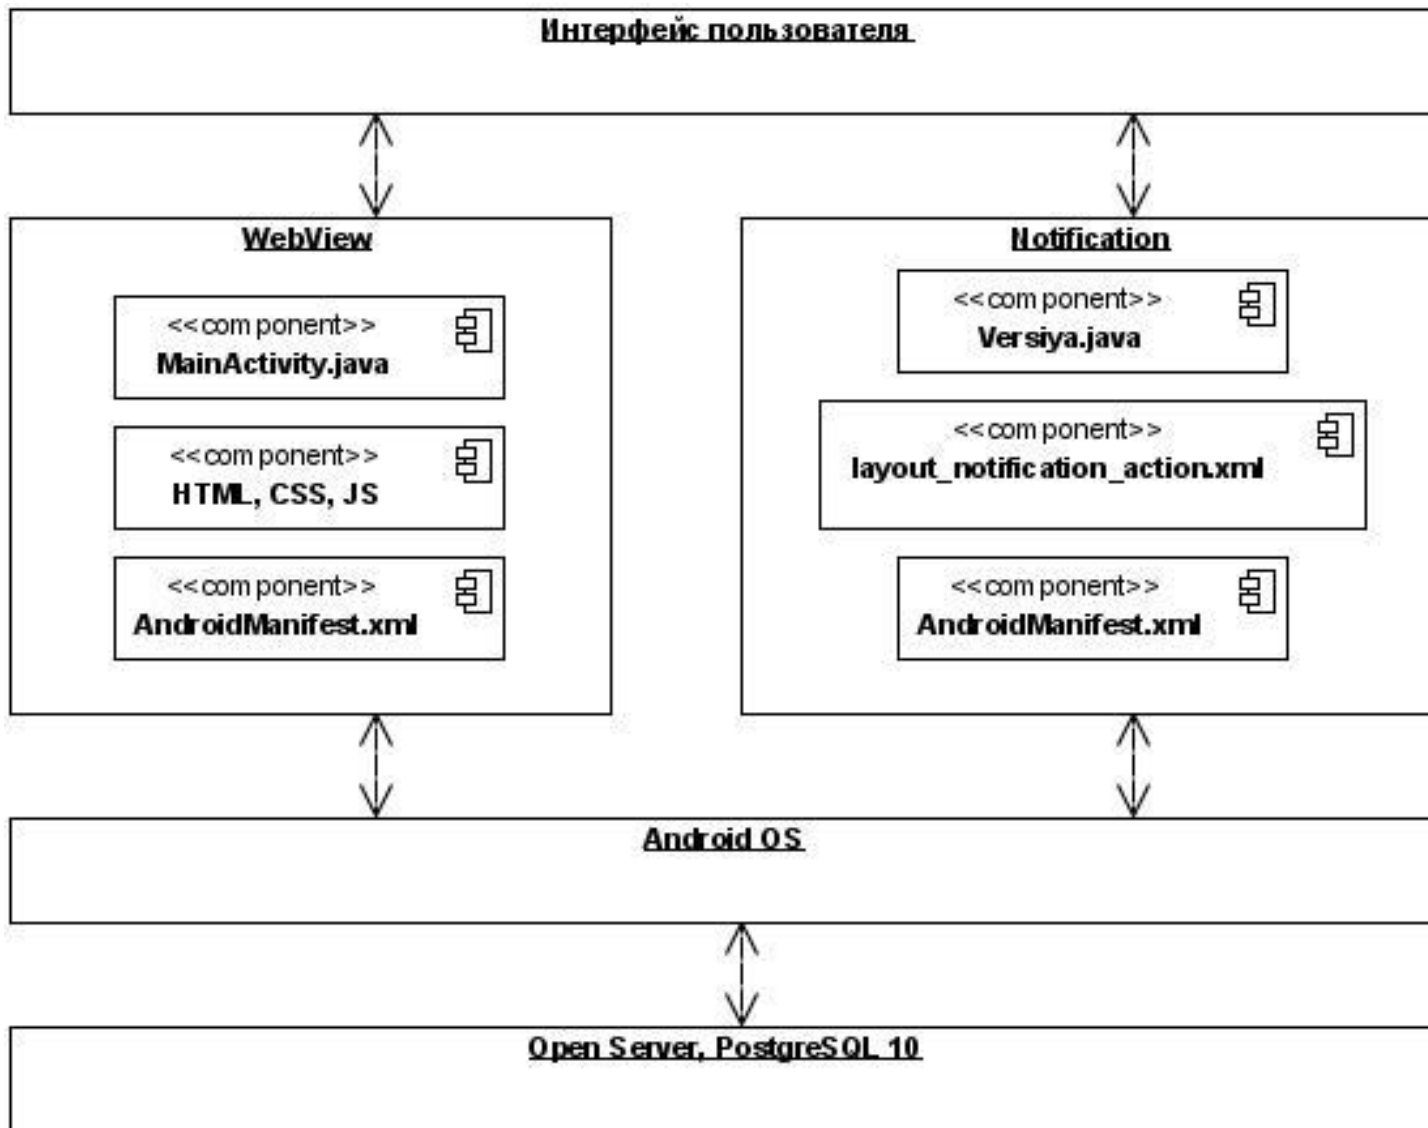 Интерфейс пользователя
WebView
<<component>>
MainActivity.java
<<component>>
HTML, CSS, JS
<<component>>
AndroidManifest.xml
Notification
<<component>>
Versiya.java
<<component>>
layout_notification_action.xml
<<component>>
AndroidManifest.xml
Android OS
Open Server, PostgreSQL 10